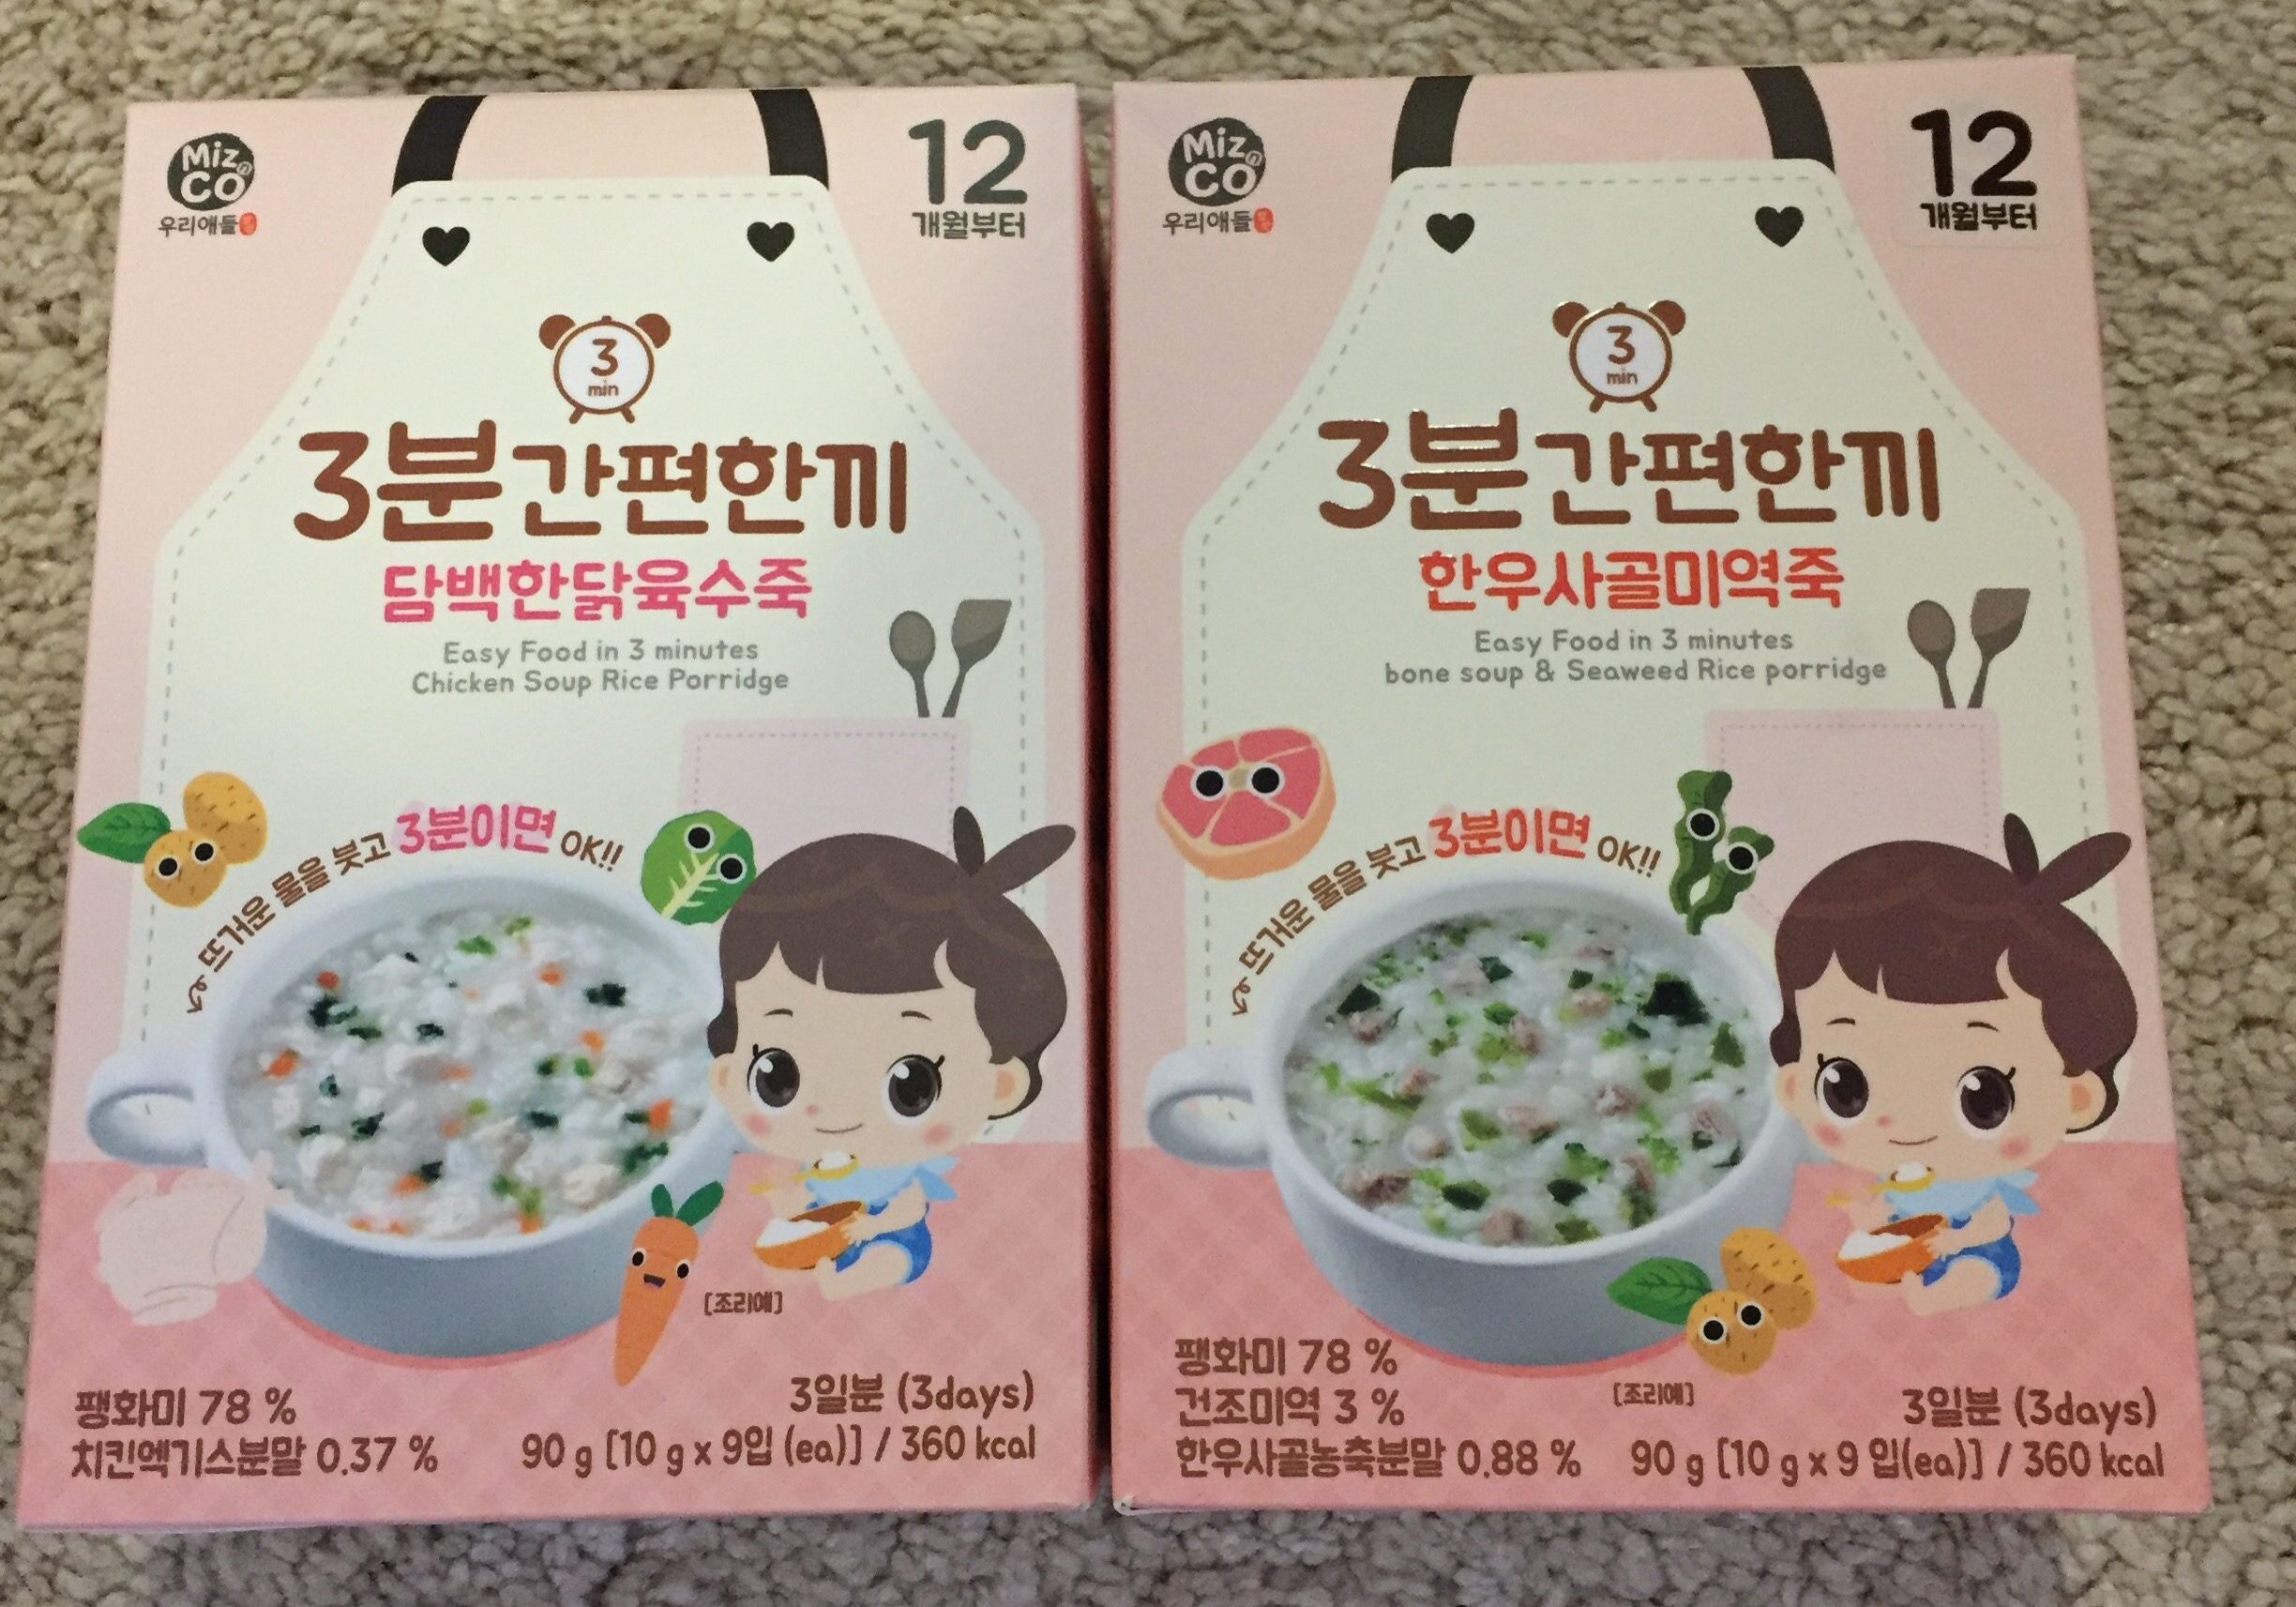 Miz n
CO
우리애들
12
개월부터
3
min
3분간편한끼
담백한닭육수죽
Easy Food in 3 minutes
Chicken Soup Rice Porridge
뜨거운 물을 붓고 3분이면 OK!!
[조리예]
팽화미 78 %
치킨엑기스분말 0.37 %
3일분 (3days)
90 g [10 g x 9입 (ea)] / 360 kcal
Miz n
CO
우리애들
12
개월부터
3
min
3분간편한끼
한우사골미역죽
Easy Food in 3 minutes
bone soup & Seaweed Rice porridge
뜨거운 물을 붓고 3분이면 OK!!
[조리예]
팽화미 78 %
건조미역 3 %
한우사골농축분말 0.88 %
3일분 (3days)
90 g [10 g x 9 입(ea)] / 360 kcal